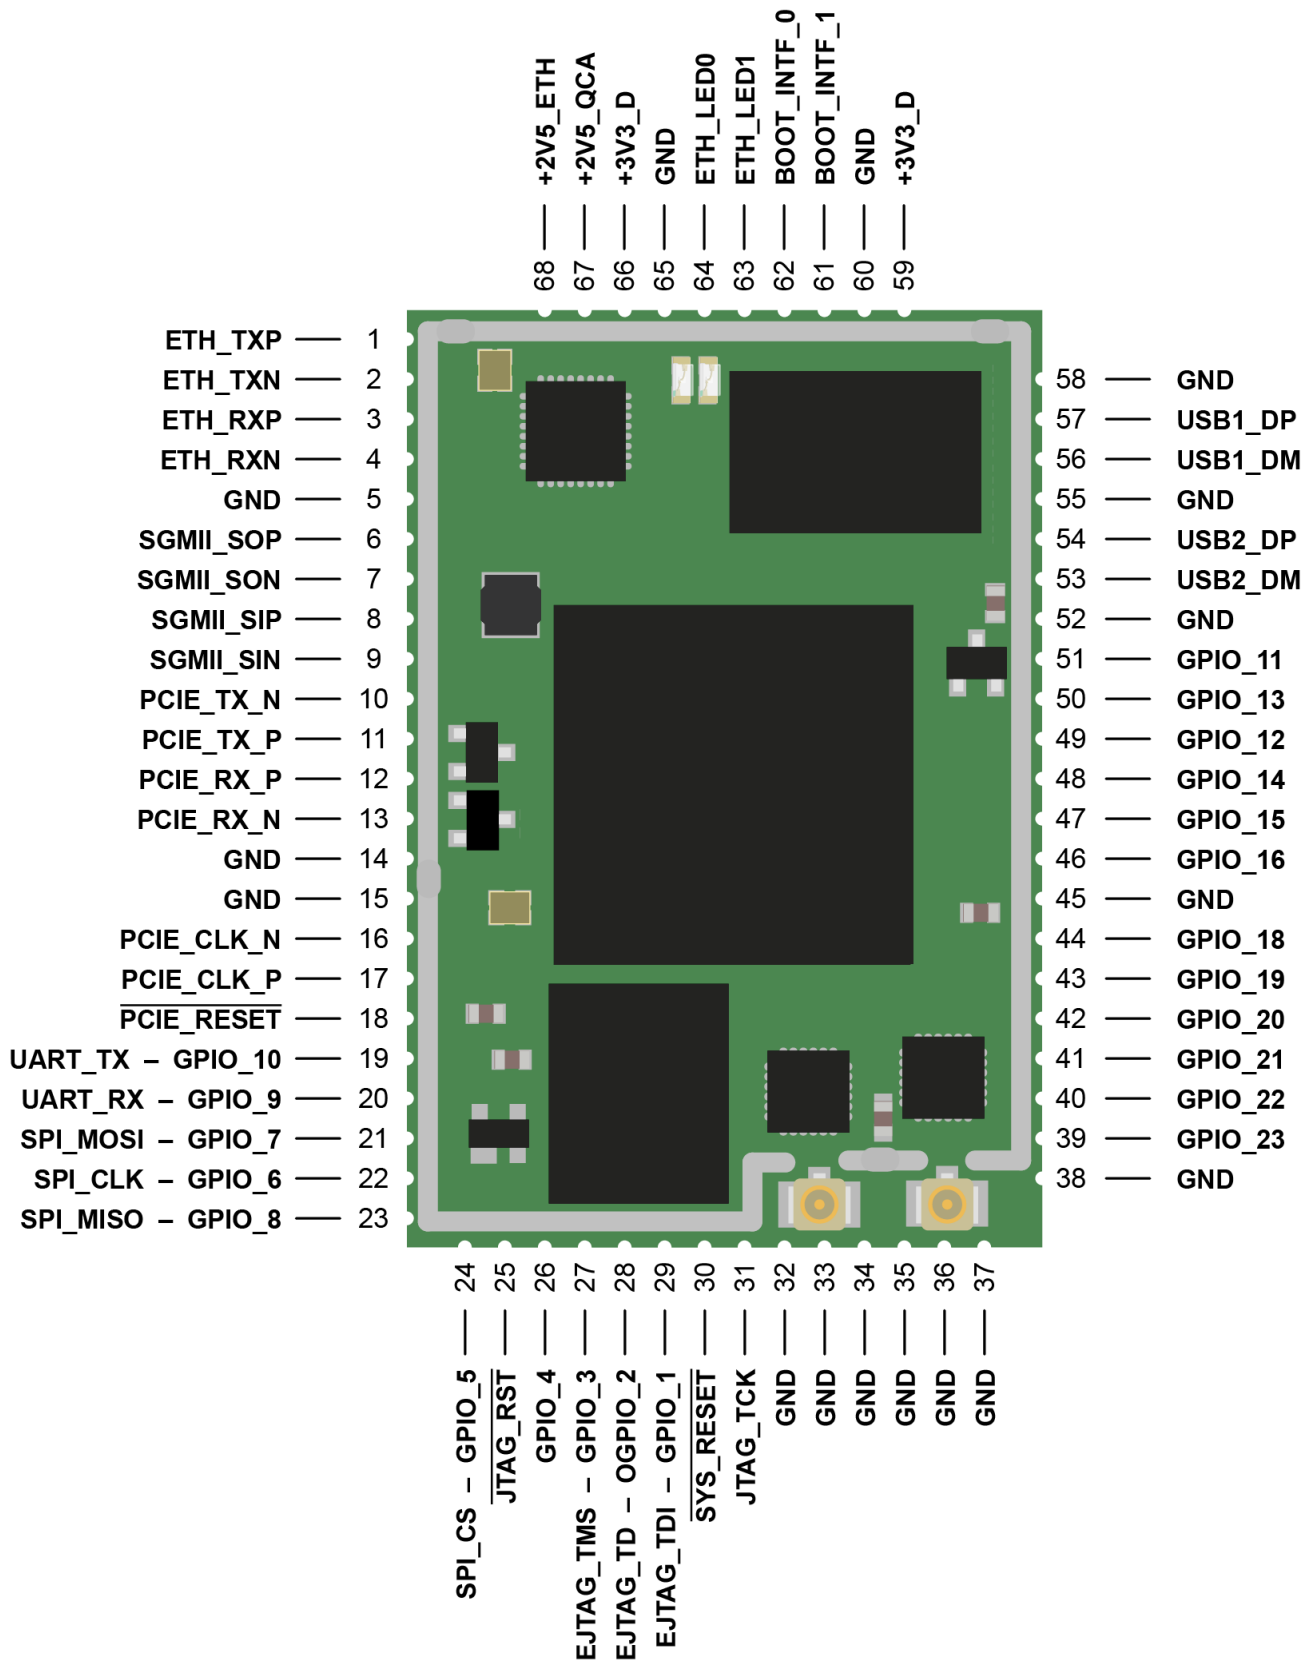 +2V5_ETH 68
+2V5_QCA 67
+3V3_D 66
GND 65
ETH_LED0 64
ETH_LED1 63
BOOT_INTF_0 62
BOOT_INTF_1 61
GND 60
+3V3_D 59
ETH_TXP 1
ETH_TXN 2
ETH_RXP 3
ETH_RXN 4
GND 5
SGMII_SOP 6
SGMII_SON 7
SGMII_SIP 8
SGMII_SIN 9
PCIE_TX_N 10
PCIE_TX_P 11
PCIE_RX_P 12
PCIE_RX_N 13
GND 14
GND 15
PCIE_CLK_N 16
PCIE_CLK_P 17
PCIE_RESET 18
UART_TX – GPIO_10 19
UART_RX – GPIO_9 20
SPI_MOSI – GPIO_7 21
SPI_CLK – GPIO_6 22
SPI_MISO – GPIO_8 23
58 GND
57 USB1_DP
56 USB1_DM
55 GND
54 USB2_DP
53 USB2_DM
52 GND
51 GPIO_11
50 GPIO_13
49 GPIO_12
48 GPIO_14
47 GPIO_15
46 GPIO_16
45 GND
44 GPIO_18
43 GPIO_19
42 GPIO_20
41 GPIO_21
40 GPIO_22
39 GPIO_23
38 GND
SPI_CS – GPIO_5 24
JTAG_RST 25
GPIO_4 26
EJTAG_TMS – GPIO_3 27
EJTAG_TD – OGPIO_2 28
EJTAG_TDI – GPIO_1 29
SYS_RESET 30
JTAG_TCK 31
GND 32
GND 33
GND 34
GND 35
GND 36
GND 37